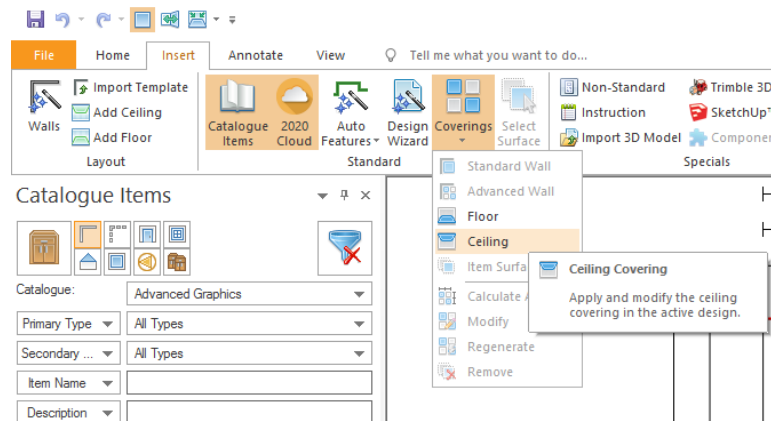 File Home Insert Annotate View Tell me what you want to do...
Walls
Import Template
Add Ceiling
Add Floor
Layout
Catalogue Items
2020 Cloud
Auto Features
Design Wizard
Coverings
Select Surface
Standard
Non-Standard
Instruction
Import 3D Model
Trimble 3D
SketchUp
Specials
Standard Wall
Advanced Wall
Floor
Ceiling
Calculate
Modify
Regenerate
Remove
Ceiling Covering
Apply and modify the ceiling
covering in the active design.
Catalogue Items
Catalogue: Advanced Graphics
Primary Type All Types
Secondary ... All Types
Item Name
Description